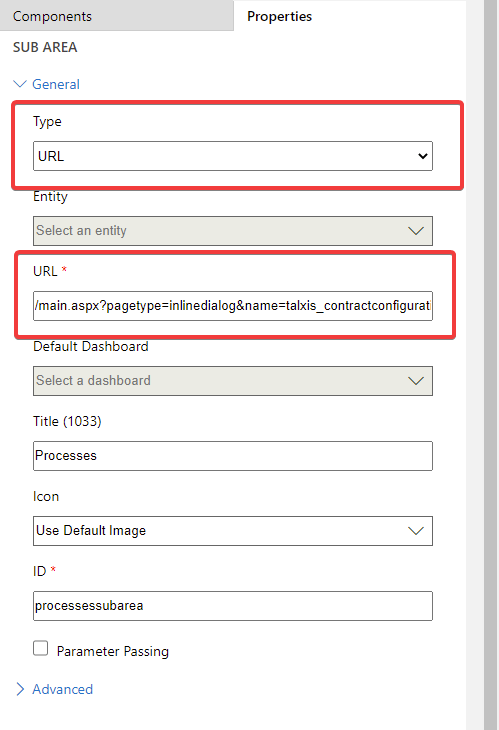 Components
Properties
SUB AREA
General
Type
URL
Entity
Select an entity
URL *
/main.aspx?pagetype=inlinedialog&name=talxis_contractconfigurati
Default Dashboard
Select a dashboard
Title (1033)
Processes
Icon
Use Default Image
ID *
processessubarea
Parameter Passing
Advanced